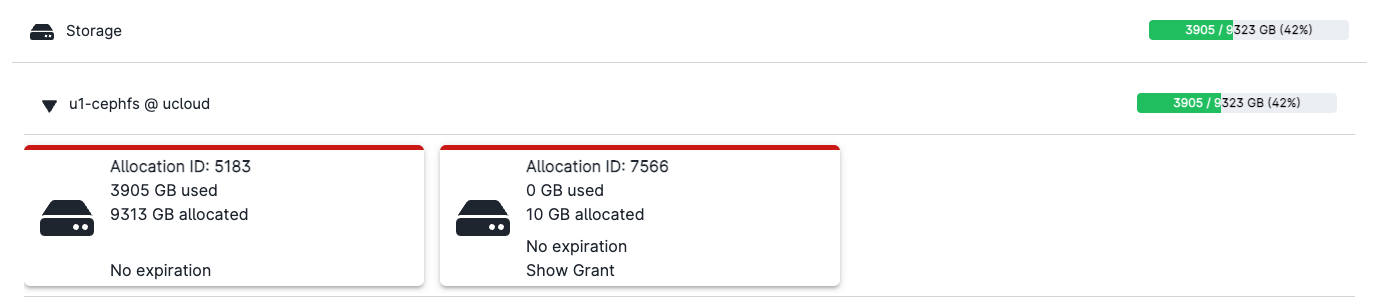 Storage
3905 / 9323 GB (42%)
u1-cephfs @ ucloud
3905 / 9323 GB (42%)
Allocation ID: 5183
3905 GB used
9313 GB allocated
No expiration
Allocation ID: 7566
0 GB used
10 GB allocated
No expiration
Show Grant